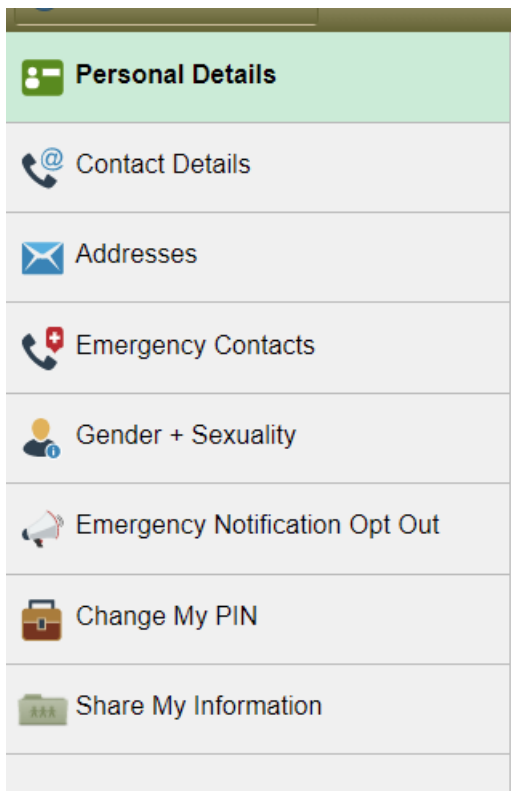 Personal Details
Contact Details
Addresses
Emergency Contacts
Gender + Sexuality
Emergency Notification Opt Out
Change My PIN
Share My Information